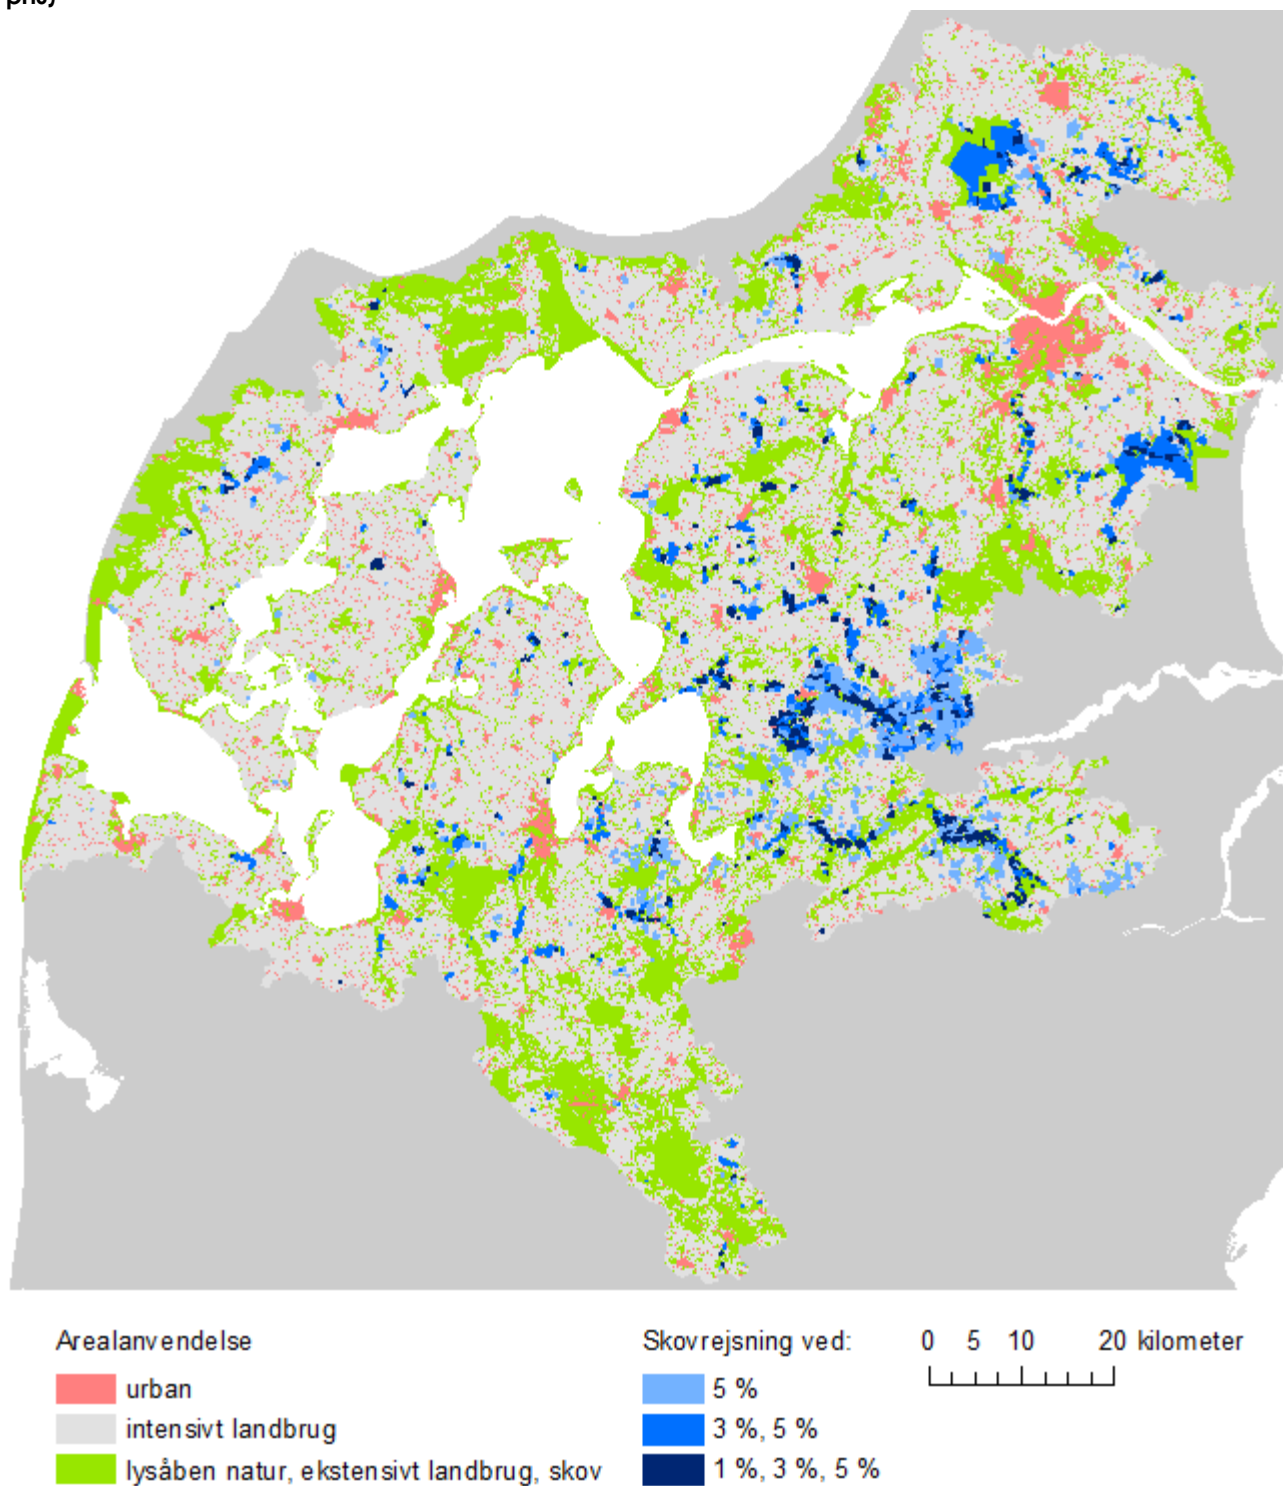 pris)
Arealanvendelse
urban
intensivt landbrug
lysåben natur, ekstensivt landbrug, skov
Skovrejsning ved:
5 %
3 %, 5 %
1 %, 3 %, 5 %
0 5 10 20 kilometer